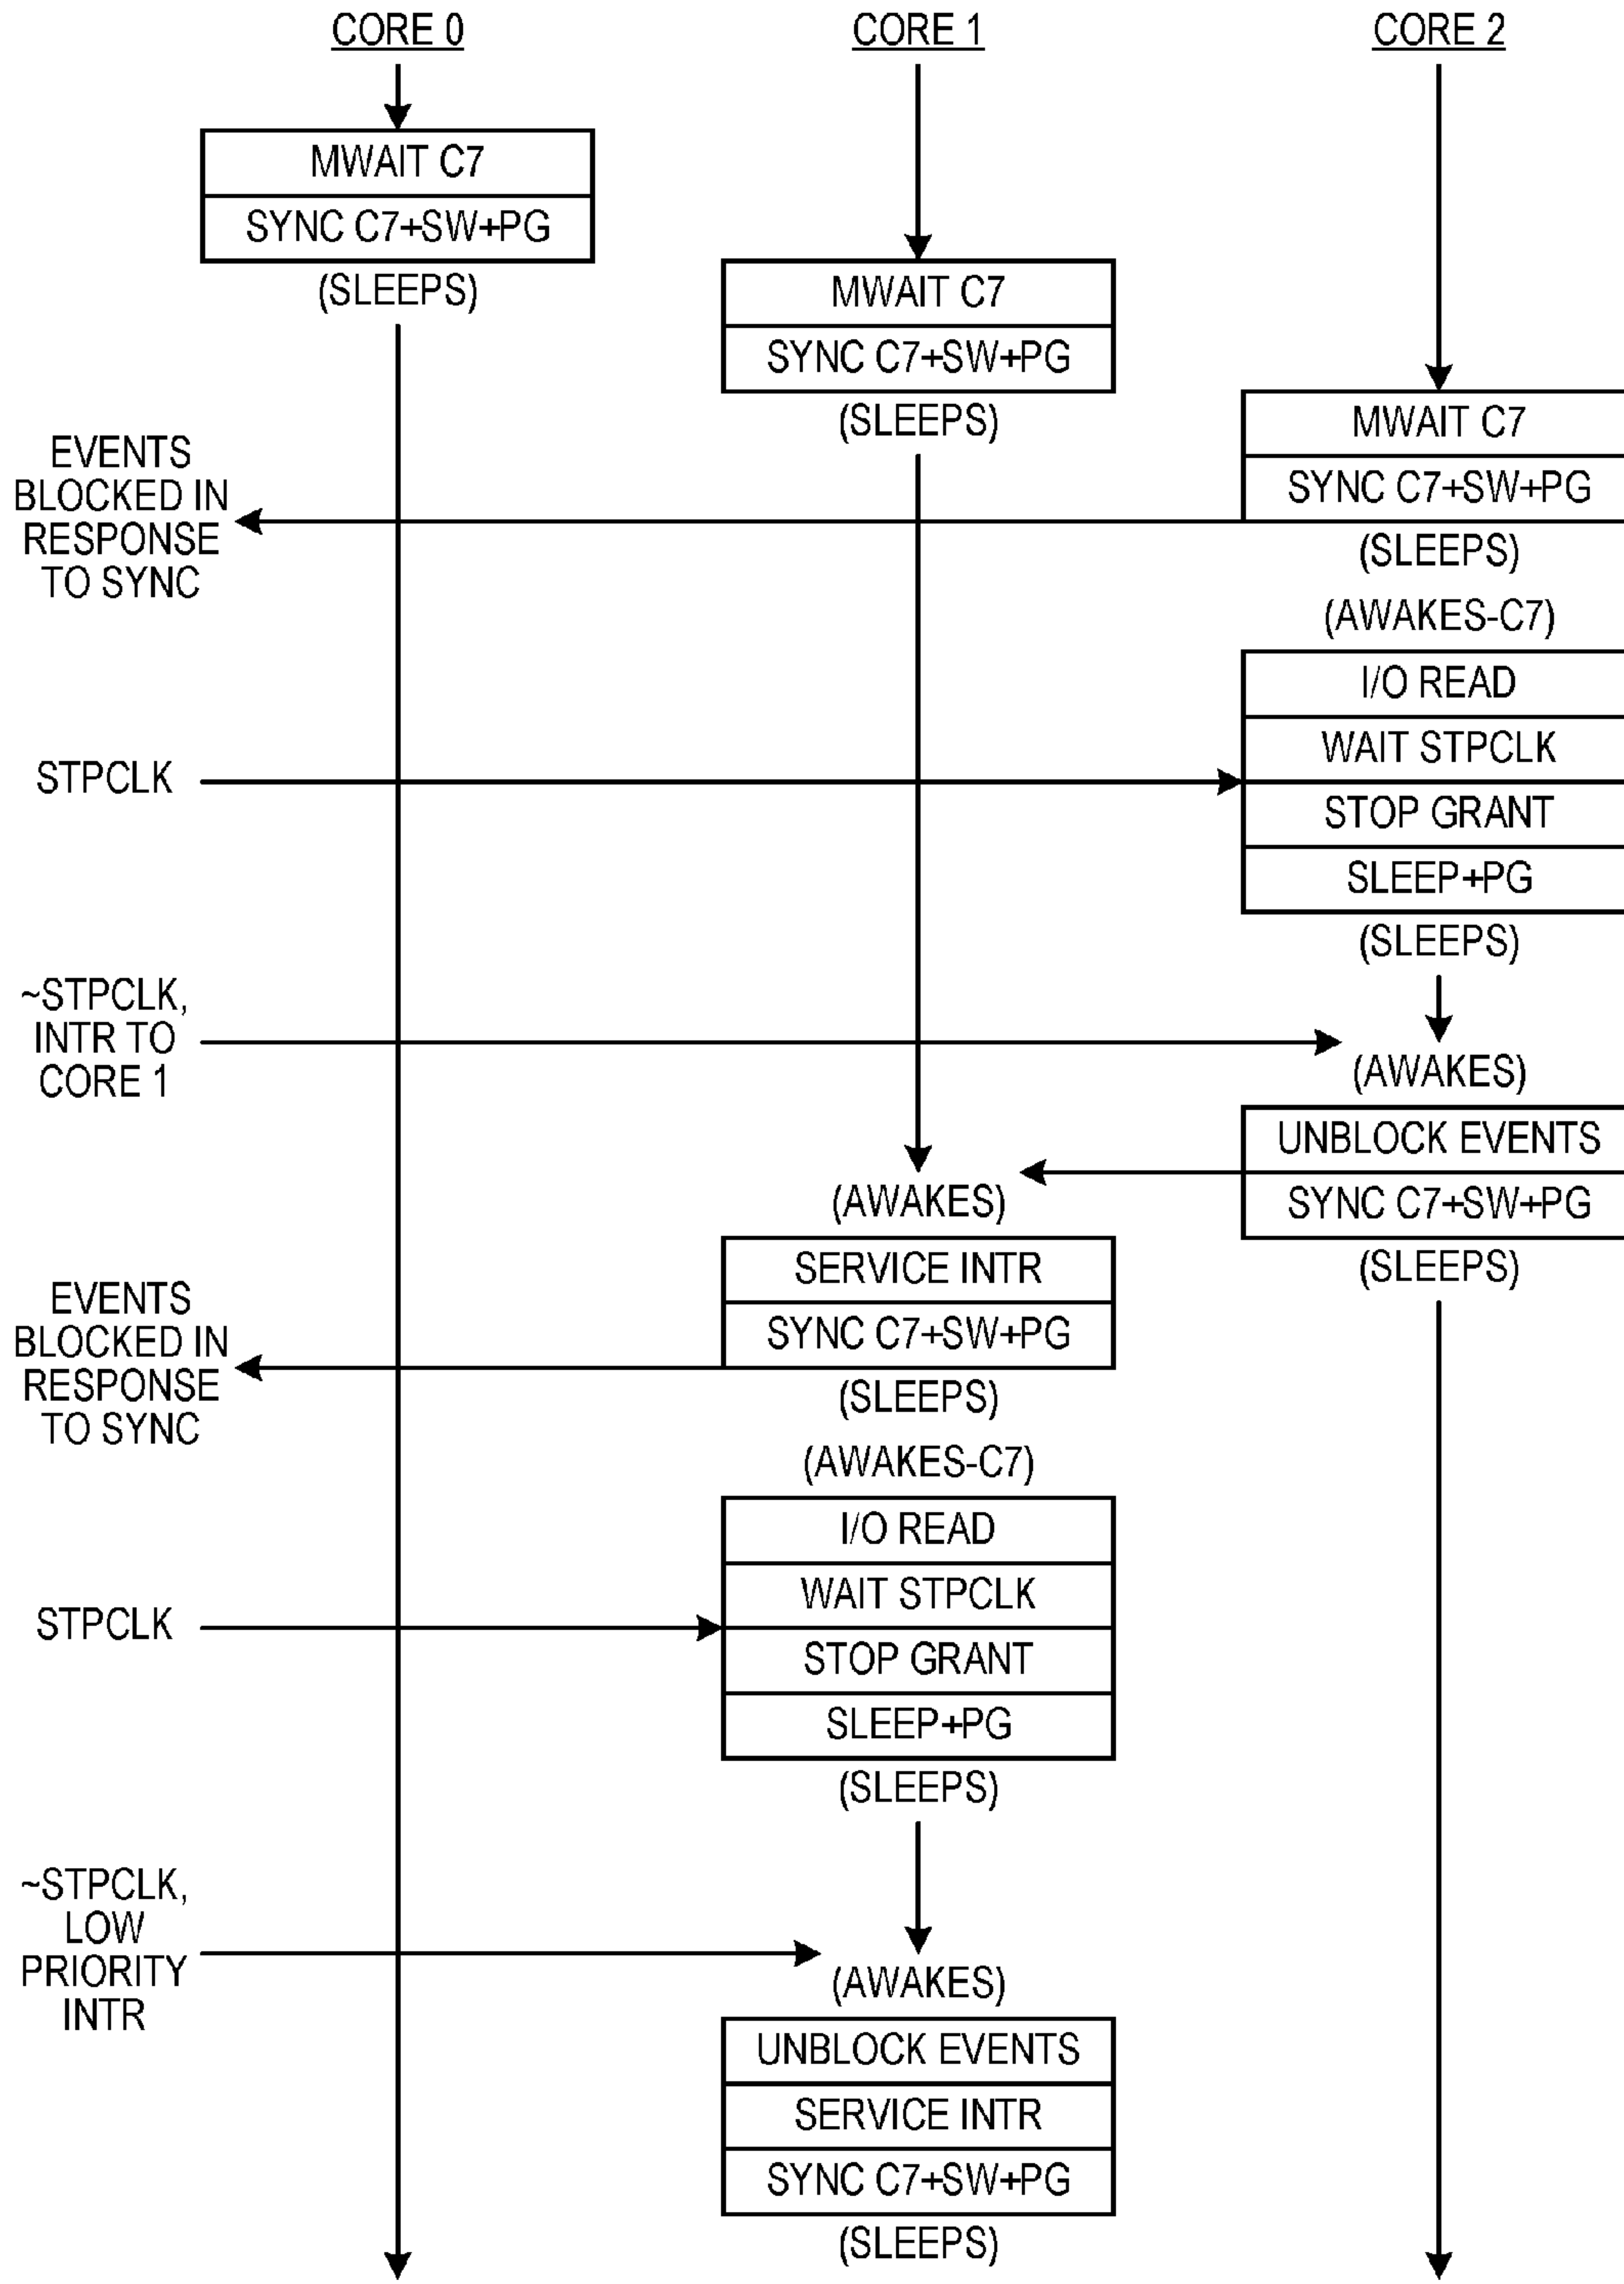 CORE 0
CORE 1
CORE 2
MWAIT C7
SYNC C7+SW+PG
(SLEEPS)
MWAIT C7
SYNC C7+SW+PG
(SLEEPS)
MWAIT C7
SYNC C7+SW+PG
(SLEEPS)
EVENTS
BLOCKED IN
RESPONSE
TO SYNC
(AWAKES-C7)
I/O READ
WAIT STPCLK
STPCLK
STOP GRANT
SLEEP+PG
(SLEEPS)
~STPCLK,
INTR TO
CORE 1
(AWAKES)
UNBLOCK EVENTS
SYNC C7+SW+PG
(SLEEPS)
(AWAKES)
SERVICE INTR
SYNC C7+SW+PG
(SLEEPS)
EVENTS
BLOCKED IN
RESPONSE
TO SYNC
(AWAKES-C7)
I/O READ
WAIT STPCLK
STPCLK
STOP GRANT
SLEEP+PG
(SLEEPS)
~STPCLK,
LOW
PRIORITY
INTR
(AWAKES)
UNBLOCK EVENTS
SERVICE INTR
SYNC C7+SW+PG
(SLEEPS)